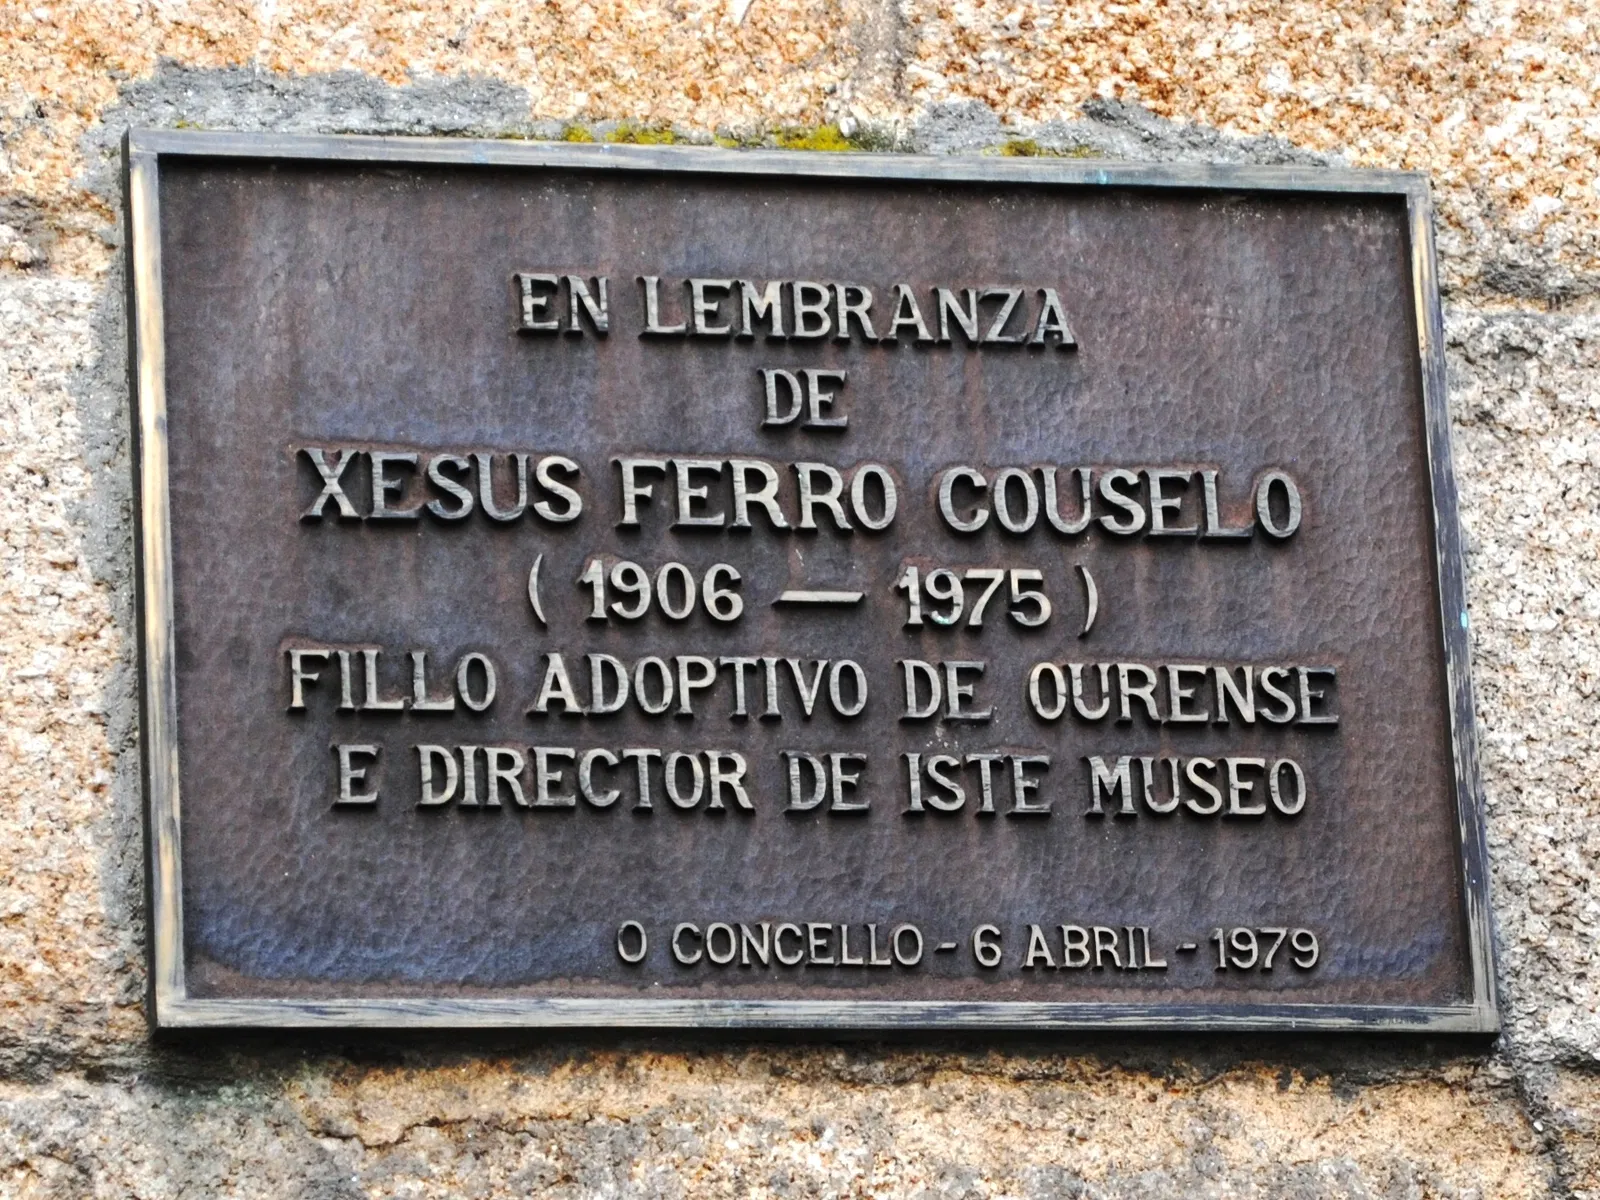 EN LEMBRANZA
DE
XESUS FERRO COUSELO
( 1906 — 1975 )
FILLO ADOPTIVO DE OURENSE
E DIRECTOR DE ISTE MUSEO
O CONCELLO - 6 ABRIL - 1979